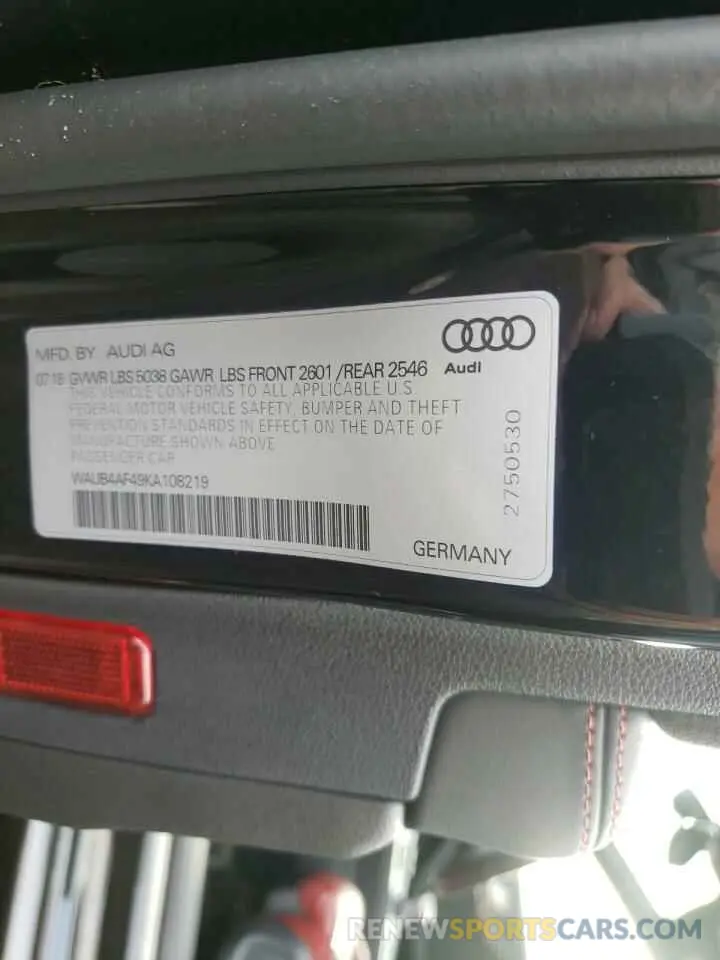 MFD. BY AUDI AG
07 18 GVWR LBS 5038 GAWR LBS FRONT 2601 /REAR 2546
Audi
THIS VEHICLE CONFORMS TO ALL APPLICABLE U.S.
FEDERAL MOTOR VEHICLE SAFETY, BUMPER AND THEFT
PREVENTION STANDARDS IN EFFECT ON THE DATE OF
MANUFACTURE SHOWN ABOVE
PASSENGER CAR
WAUB4AF49KA108219
GERMANY
2750530
RENEWSPORTSCARS.COM